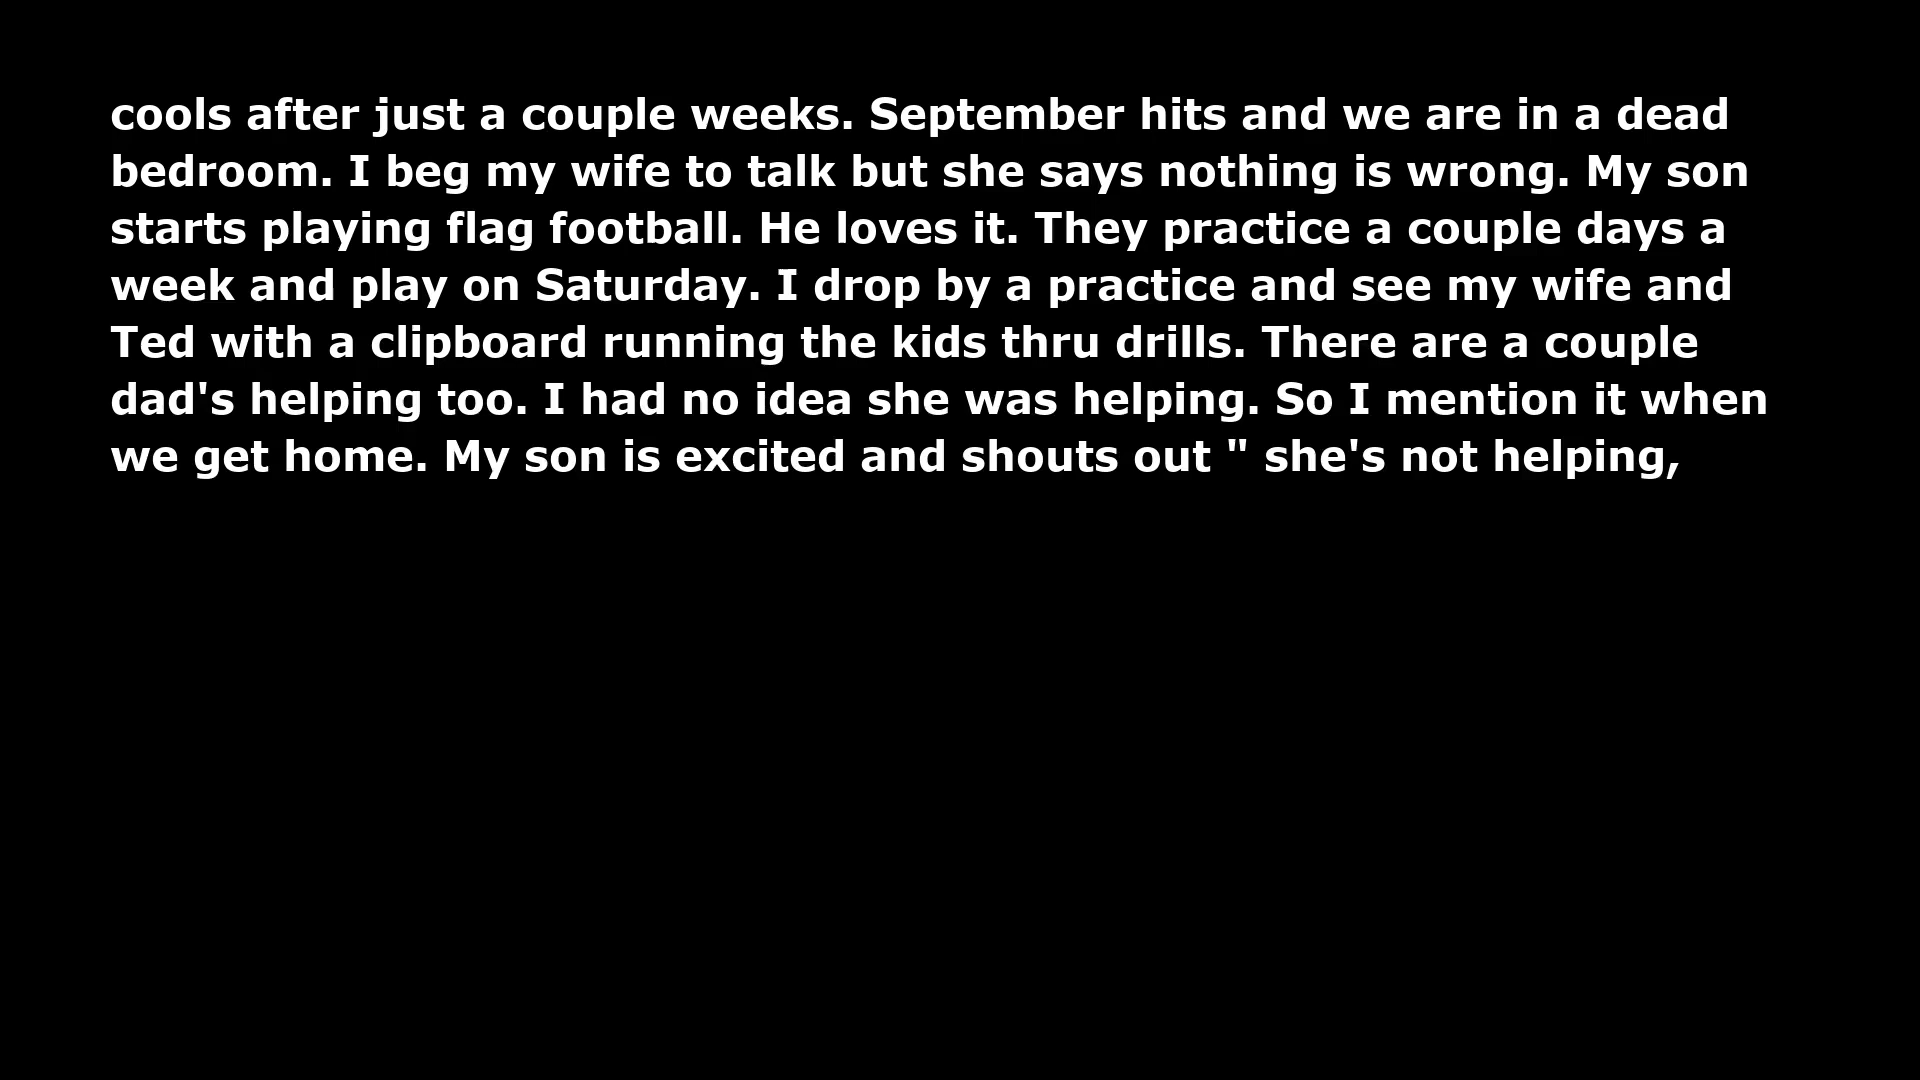 cools after just a couple weeks. September hits and we are in a dead
bedroom. I beg my wife to talk but she says nothing is wrong. My son
starts playing flag football. He loves it. They practice a couple days a
week and play on Saturday. I drop by a practice and see my wife and
Ted with a clipboard running the kids thru drills. There are a couple
dad's helping too. I had no idea she was helping. So I mention it when
we get home. My son is excited and shouts out " she's not helping,